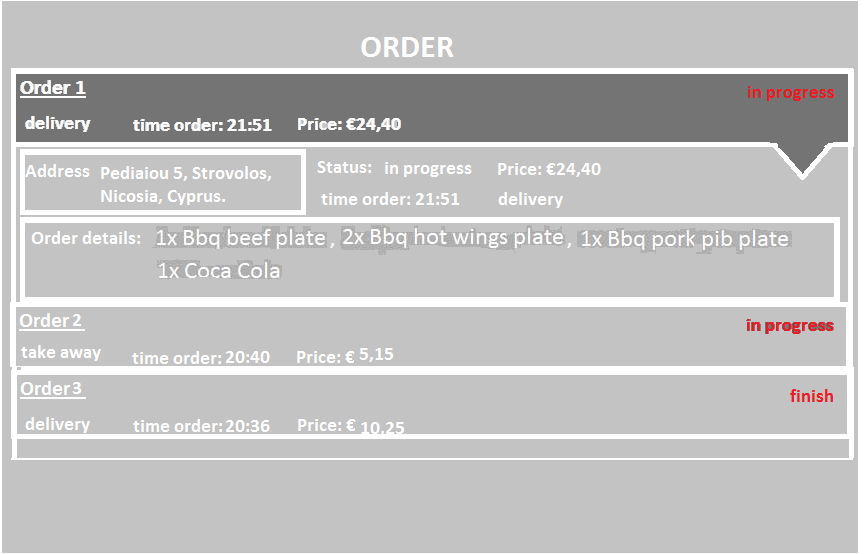 ORDER
Order 1
in progress
delivery time order: 21:51 Price: €24,40
Address Pediaiou 5, Strovolos, Nicosia, Cyprus.
Status: in progress Price: €24,40
time order: 21:51 delivery
Order details: 1x Bbq beef plate , 2x Bbq hot wings plate , 1x Bbq pork pib plate
1x Coca Cola
Order 2
in progress
take away time order: 20:40 Price: € 5,15
Order 3
finish
delivery time order: 20:36 Price: € 10,25